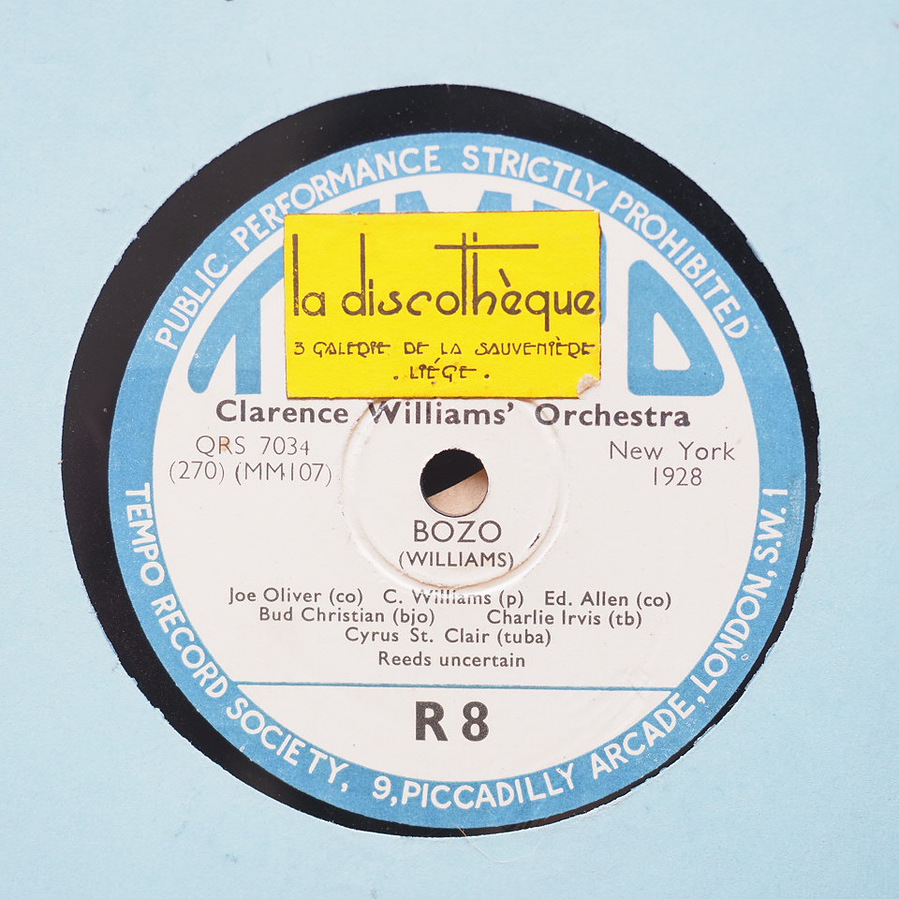 PUBLIC PERFORMANCE STRICTLY PROHIBITED
la discothèque
3 GALERIE DE LA SAUVENIÈRE
. LIÉGE .
Clarence Williams' Orchestra
QRS 7034
(270) (MM107)
New York
1928
BOZO
(WILLIAMS)
Joe Oliver (co) C. Williams (p) Ed. Allen (co)
Bud Christian (bjo) Charlie Irvis (tb)
Cyrus St. Clair (tuba)
Reeds uncertain
R 8
TEMPO RECORD SOCIETY, 9, PICCADILLY ARCADE, LONDON, S.W. 1